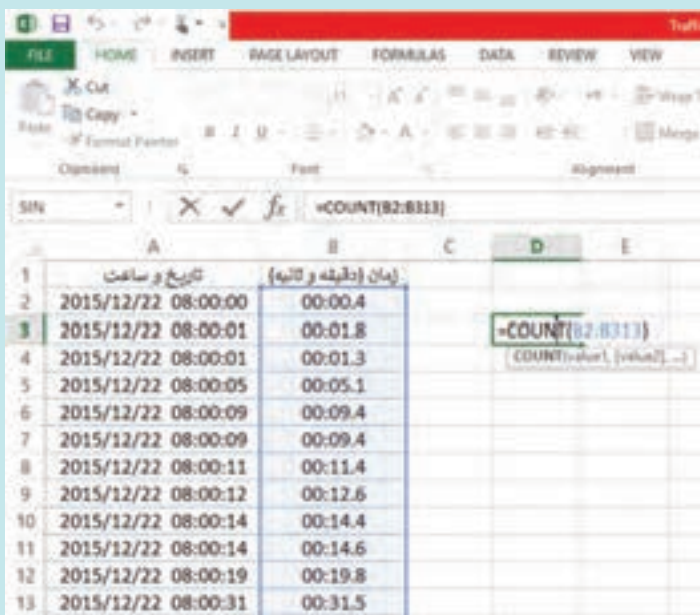 Traffi
FILE HOME INSERT PAGE LAYOUT FORMULAS DATA REVIEW VIEW
Cut
Copy
Format Painter
Paste
B I U
Wrap T
Merge
Clipboard Font Alignment
SIN =COUNT(B2:B313)
A B C D E
1 تاریخ و ساعت زمان (دقیقه و ثانیه)
2 2015/12/22 08:00:00 00:00.4
3 2015/12/22 08:00:01 00:01.8 =COUNT(B2:B313)
4 2015/12/22 08:00:01 00:01.3 COUNT(value1, [value2], ...)
5 2015/12/22 08:00:05 00:05.1
6 2015/12/22 08:00:09 00:09.4
7 2015/12/22 08:00:09 00:09.4
8 2015/12/22 08:00:11 00:11.4
9 2015/12/22 08:00:12 00:12.6
10 2015/12/22 08:00:14 00:14.4
11 2015/12/22 08:00:14 00:14.6
12 2015/12/22 08:00:19 00:19.8
13 2015/12/22 08:00:31 00:31.5